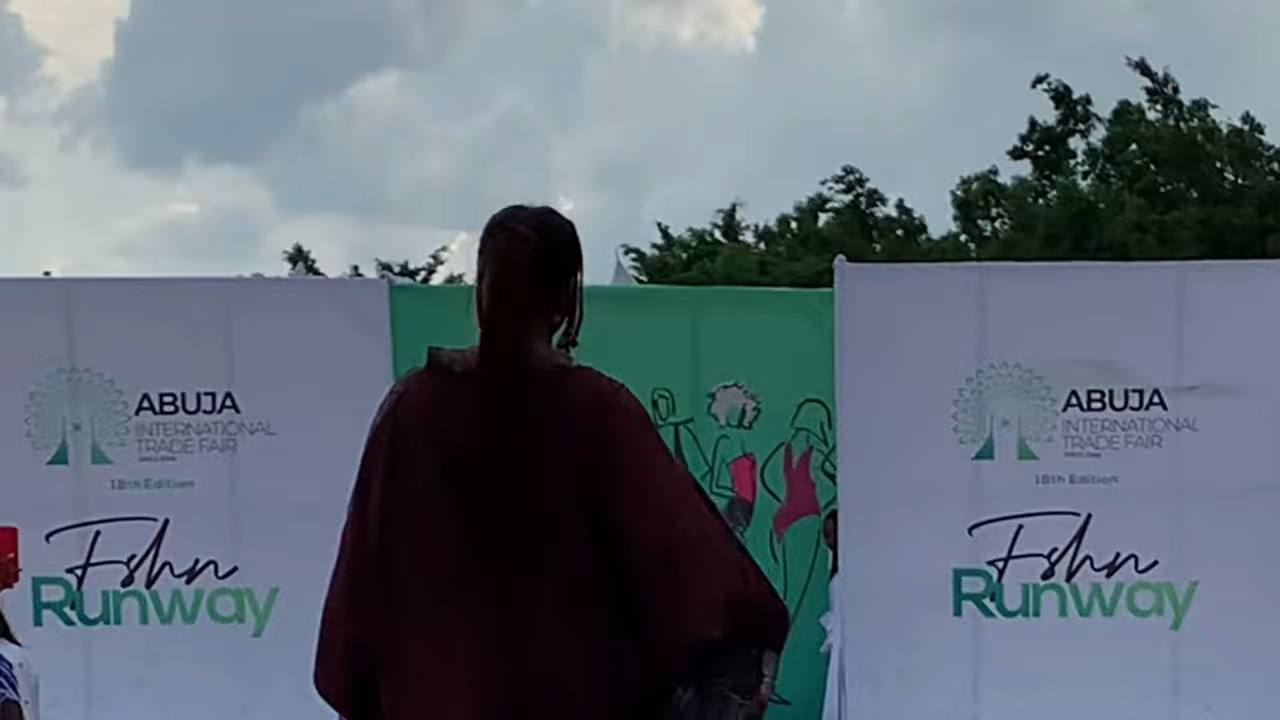 ABUJA
INTERNATIONAL
TRADE FAIR
18th Edition
Fshn
Runway
ABUJA
INTERNATIONAL
TRADE FAIR
18th Edition
Fshn
Runway